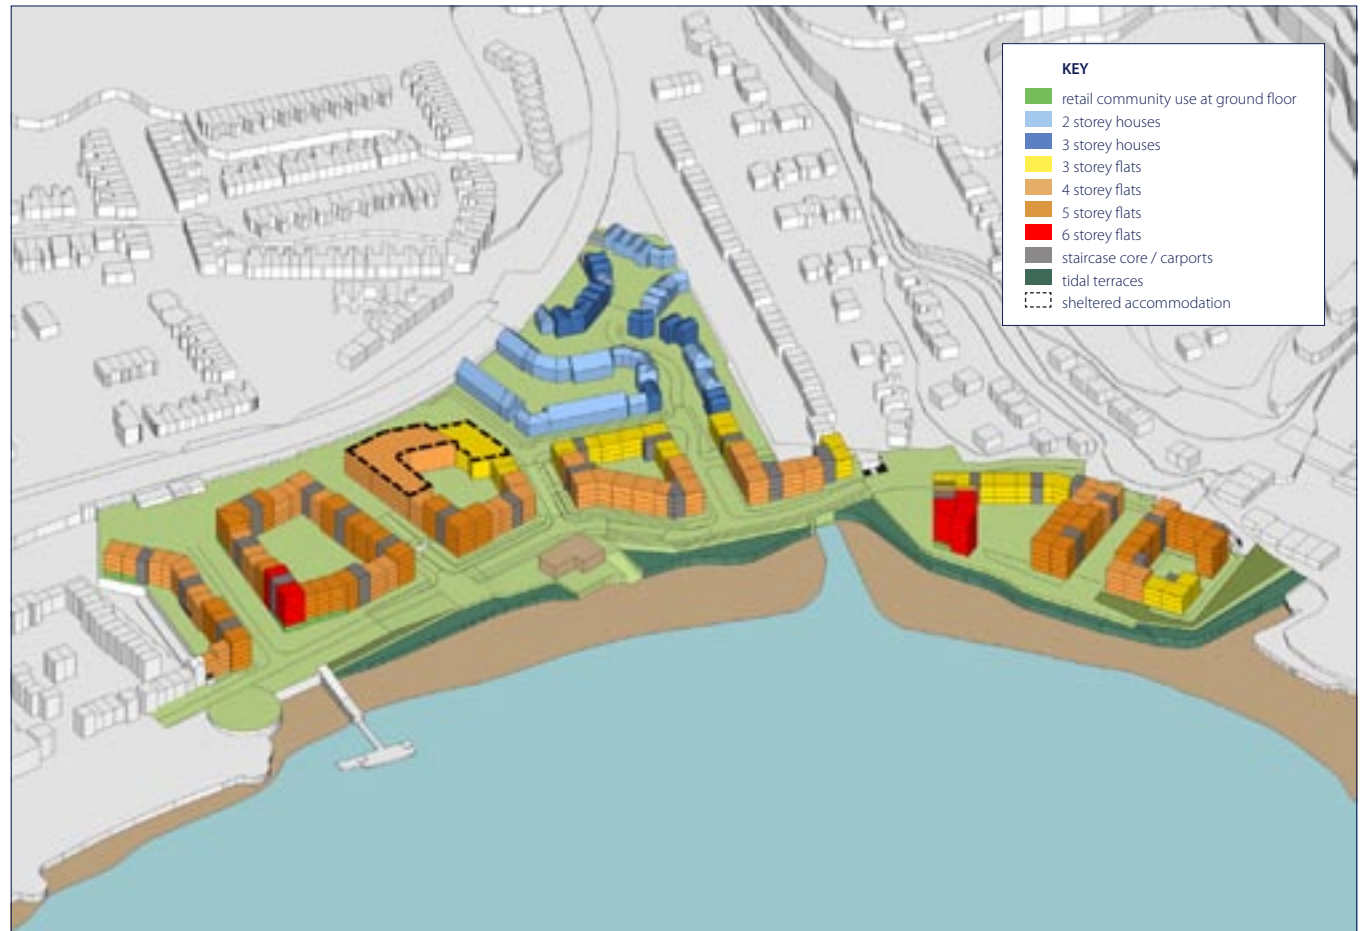 KEY
retail community use at ground floor
2 storey houses
3 storey houses
3 storey flats
4 storey flats
5 storey flats
6 storey flats
staircase core / carports
tidal terraces
sheltered accommodation